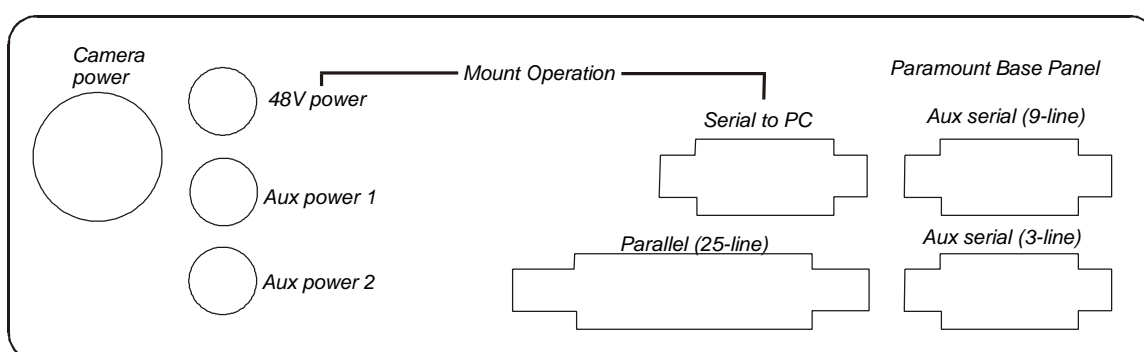 Camera
power
48V power
Mount Operation
Paramount Base Panel
Serial to PC
Aux serial (9-line)
Aux power 1
Parallel (25-line)
Aux serial (3-line)
Aux power 2